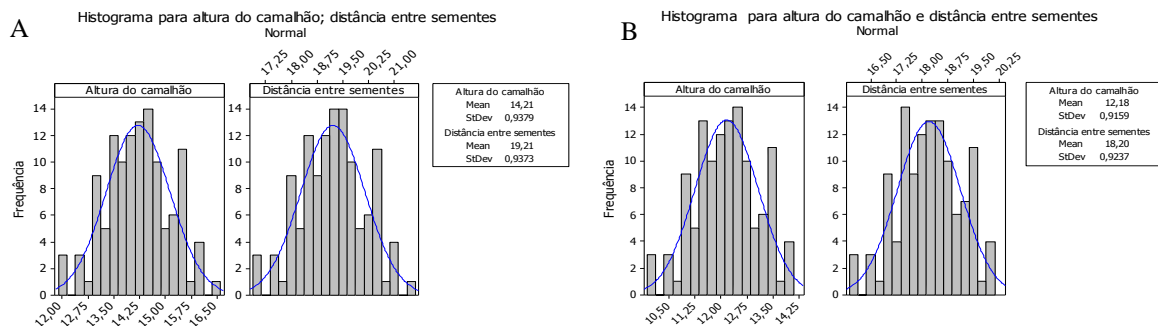 A
Histograma para altura do camalhão; distância entre sementes
Normal
17,25 18,00 18,75 19,50 20,25 21,00
Altura do camalhão
Distância entre sementes
Frequência
14
12
10
8
6
4
2
0
12,00 12,75 13,50 14,25 15,00 15,75 16,50
Altura do camalhão
Mean 14,21
StDev 0,9379
Distância entre sementes
Mean 19,21
StDev 0,9373
B
Histograma para altura do camalhão e distância entre sementes
Normal
16,50 17,25 18,00 18,75 19,50 20,25
Altura do camalhão
Distância entre sementes
Frequência
14
12
10
8
6
4
2
0
10,50 11,25 12,00 12,75 13,50 14,25
Altura do camalhão
Mean 12,18
StDev 0,9159
Distância entre sementes
Mean 18,20
StDev 0,9237